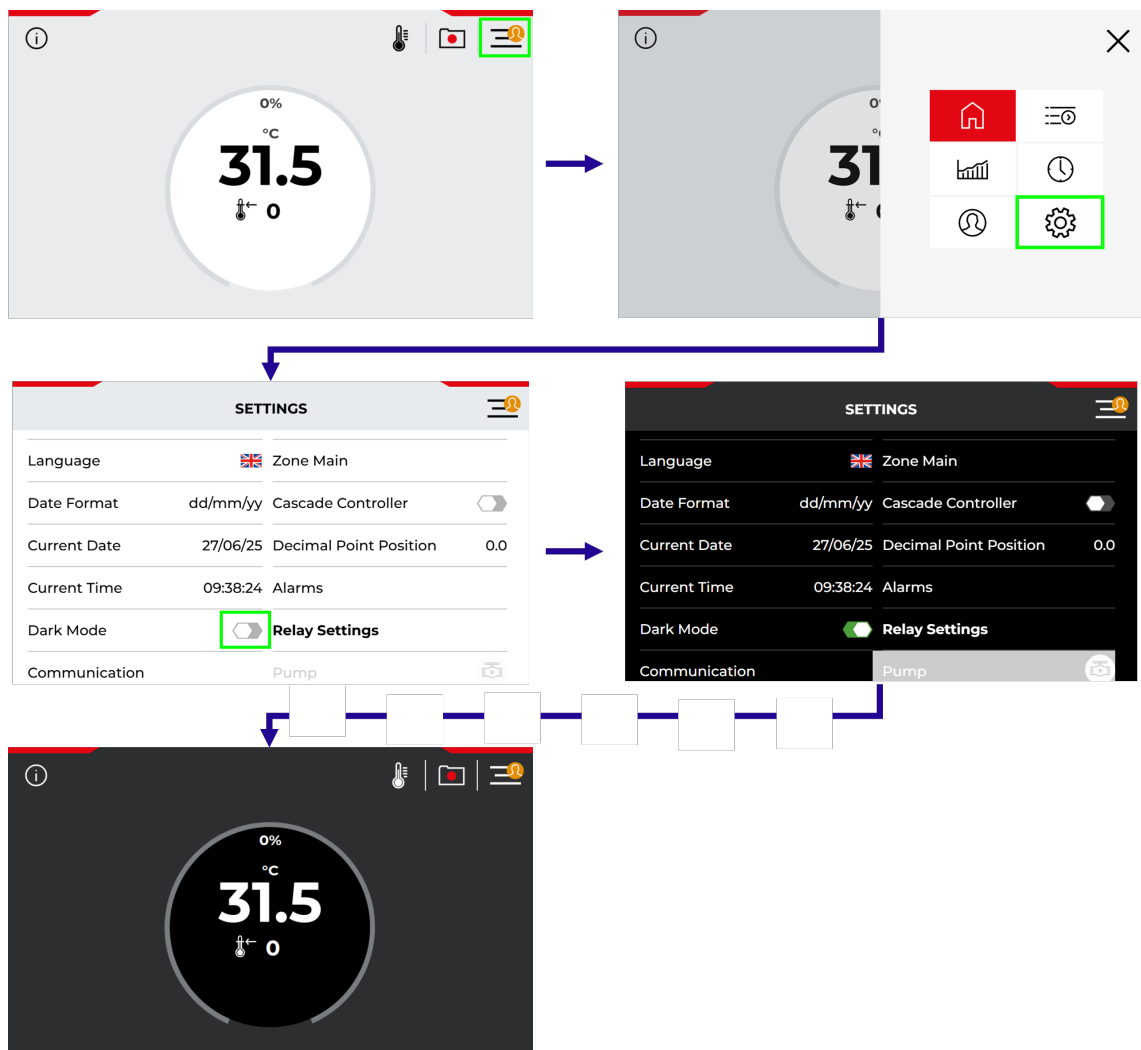 0%
°C
31.5
0
0
°
31
SETTINGS
Language Zone Main
Date Format dd/mm/yy Cascade Controller
Current Date 27/06/25 Decimal Point Position 0.0
Current Time 09:38:24 Alarms
Dark Mode Relay Settings
Communication Pump
SETTINGS
Language Zone Main
Date Format dd/mm/yy Cascade Controller
Current Date 27/06/25 Decimal Point Position 0.0
Current Time 09:38:24 Alarms
Dark Mode Relay Settings
Communication Pump
0%
°C
31.5
0